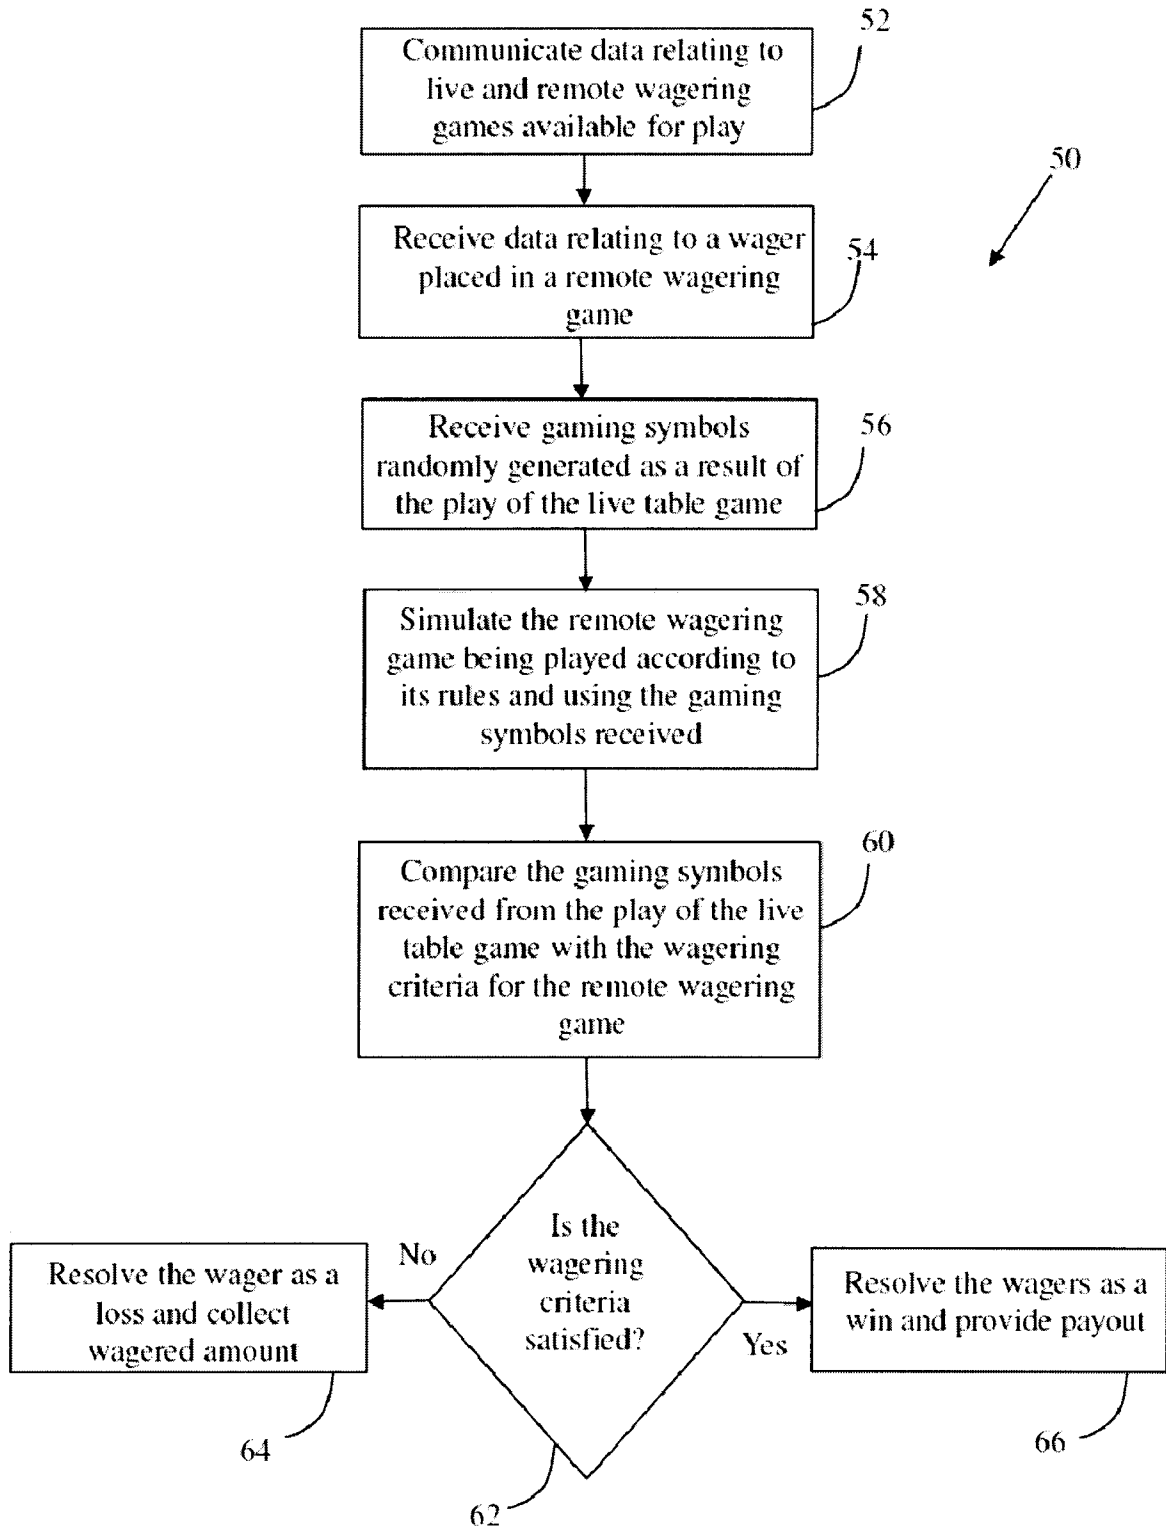 52
Communicate data relating to
live and remote wagering
games available for play
50
Receive data relating to a wager
placed in a remote wagering
game
54
Receive gaming symbols
randomly generated as a result of
the play of the live table game
56
Simulate the remote wagering
game being played according to
its rules and using the gaming
symbols received
58
Compare the gaming symbols
received from the play of the live
table game with the wagering
criteria for the remote wagering
game
60
Is the
wagering
criteria
satisfied?
62
No
Resolve the wager as a
loss and collect
wagered amount
64
Yes
Resolve the wagers as a
win and provide payout
66